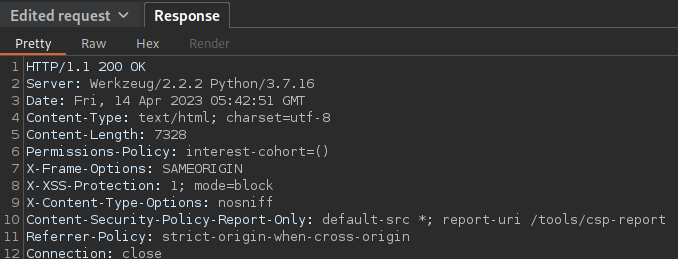 Edited request Response
Pretty Raw Hex Render
1 HTTP/1.1 200 OK
2 Server: Werkzeug/2.2.2 Python/3.7.16
3 Date: Fri, 14 Apr 2023 05:42:51 GMT
4 Content-Type: text/html; charset=utf-8
5 Content-Length: 7328
6 Permissions-Policy: interest-cohort=()
7 X-Frame-Options: SAMEORIGIN
8 X-XSS-Protection: 1; mode=block
9 X-Content-Type-Options: nosniff
10 Content-Security-Policy-Report-Only: default-src *; report-uri /tools/csp-report
11 Referrer-Policy: strict-origin-when-cross-origin
12 Connection: close